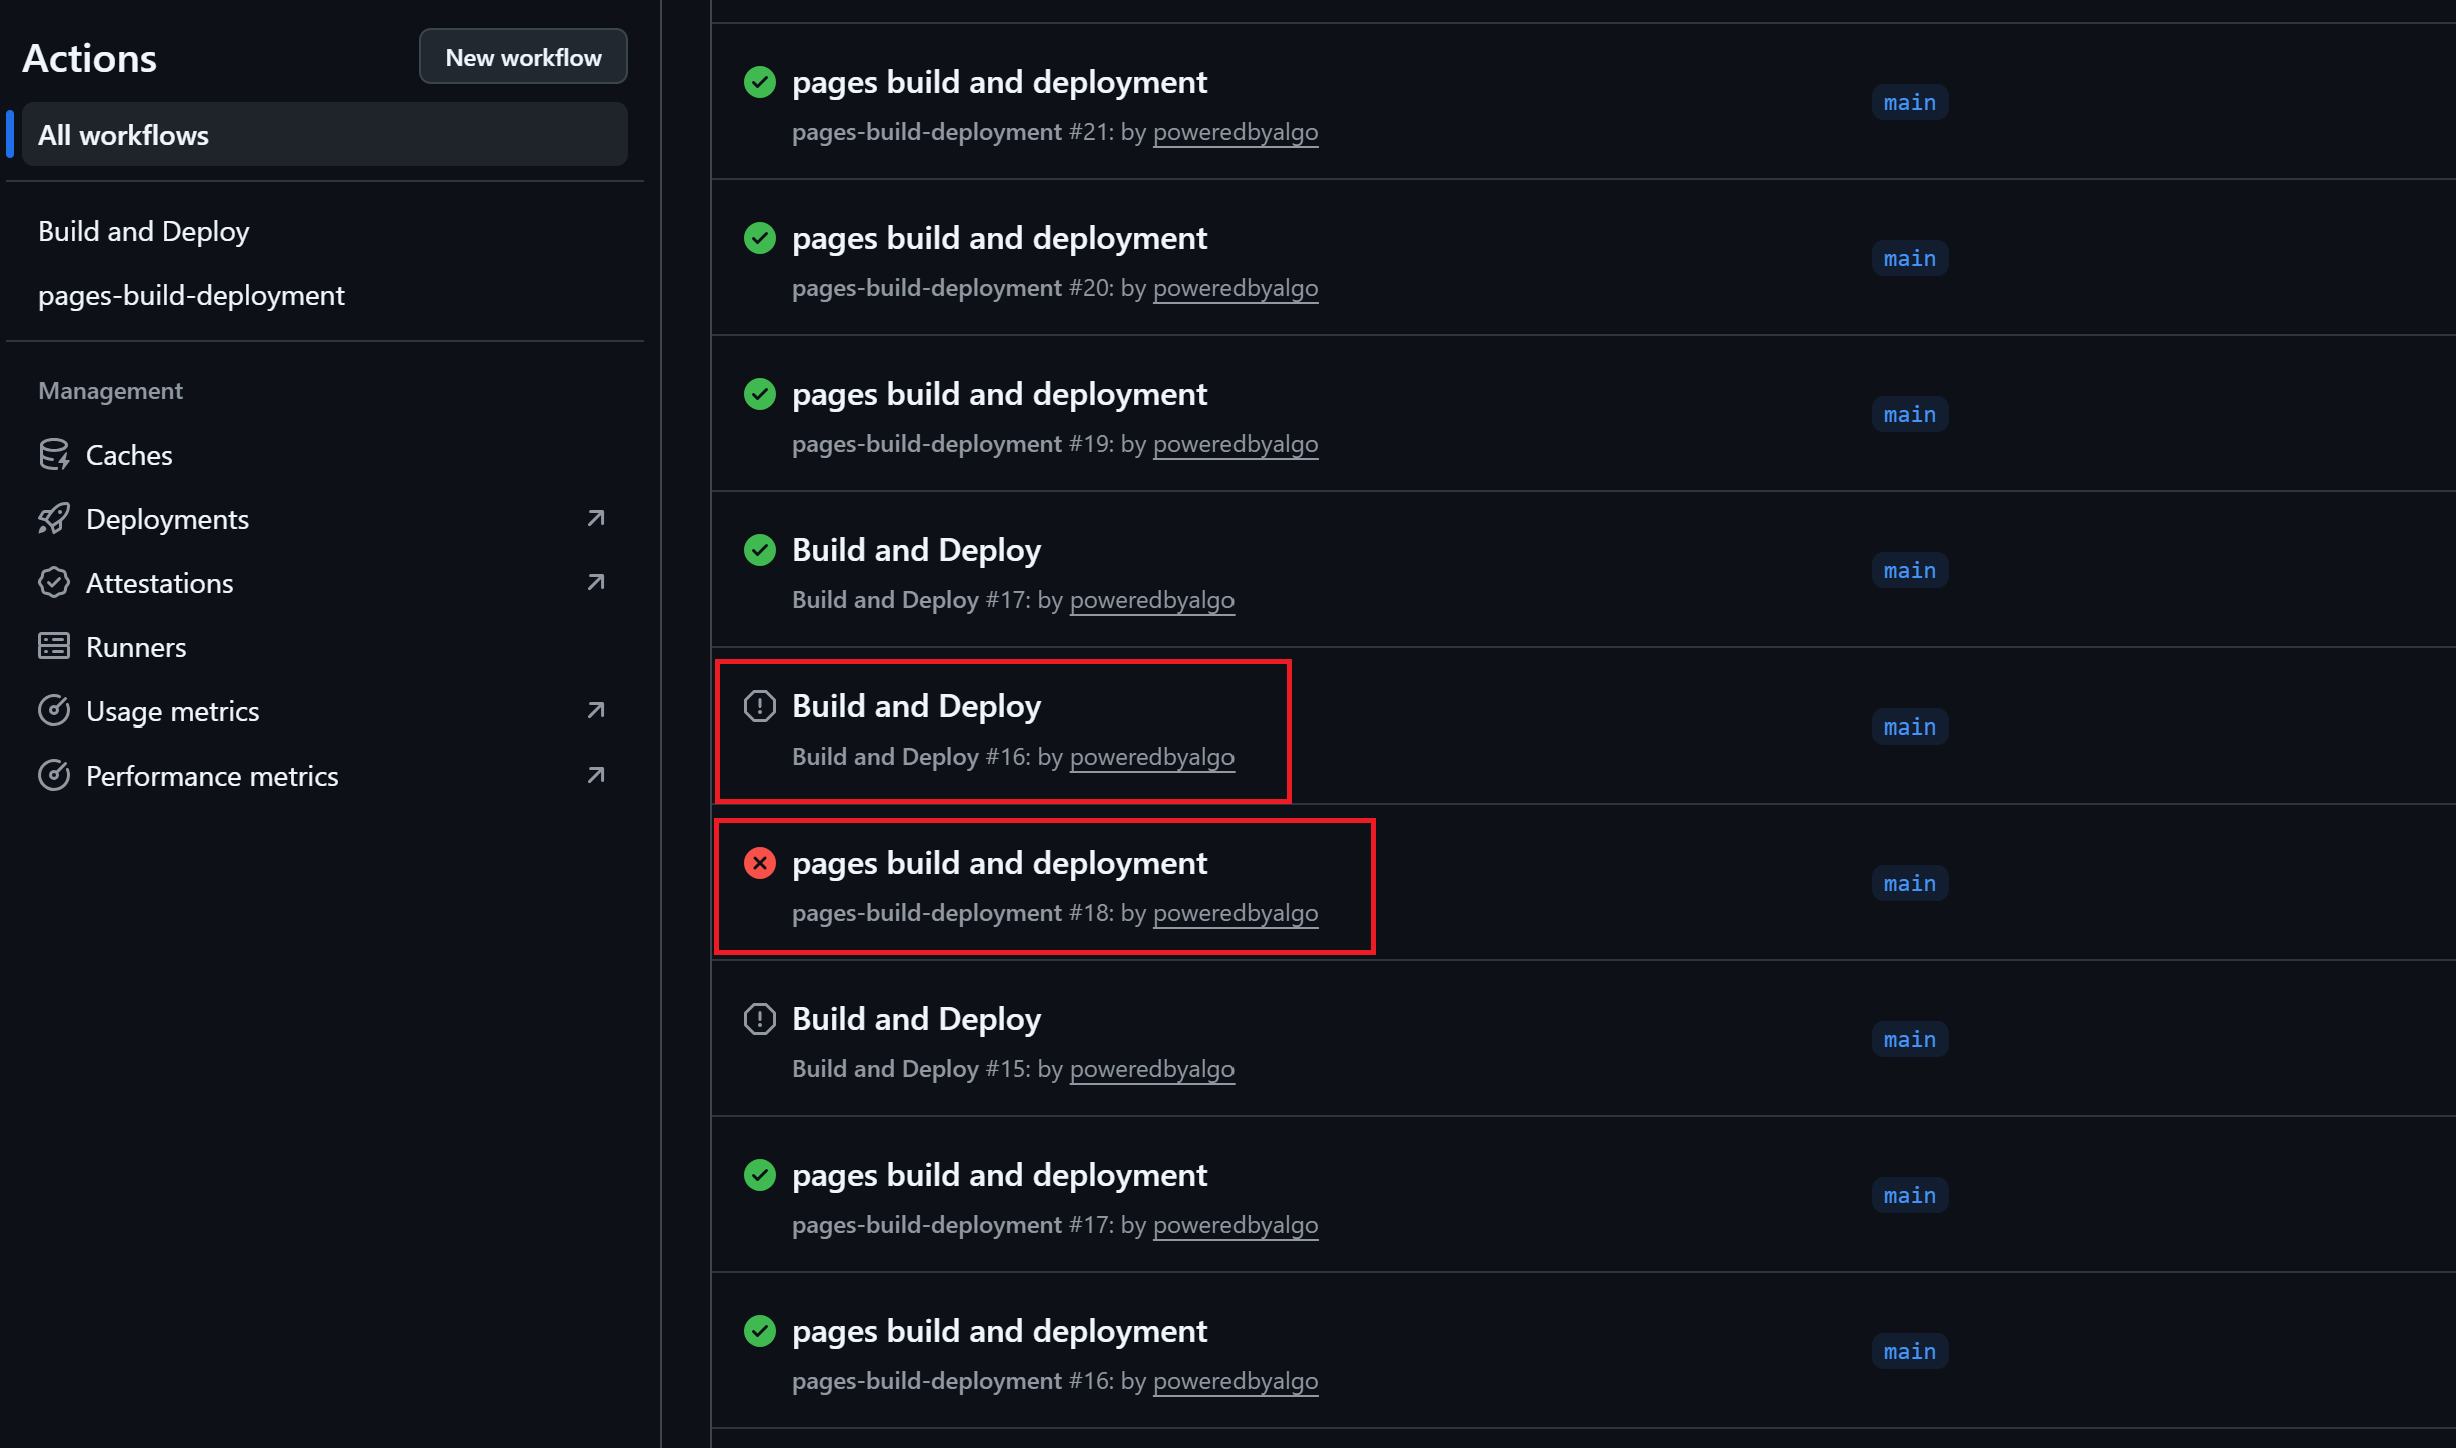 Actions
New workflow
All workflows
Build and Deploy
pages-build-deployment
Management
Caches
Deployments
Attestations
Runners
Usage metrics
Performance metrics
pages build and deployment
pages-build-deployment #21: by poweredbyalgo
main
pages build and deployment
pages-build-deployment #20: by poweredbyalgo
main
pages build and deployment
pages-build-deployment #19: by poweredbyalgo
main
Build and Deploy
Build and Deploy #17: by poweredbyalgo
main
Build and Deploy
Build and Deploy #16: by poweredbyalgo
main
pages build and deployment
pages-build-deployment #18: by poweredbyalgo
main
Build and Deploy
Build and Deploy #15: by poweredbyalgo
main
pages build and deployment
pages-build-deployment #17: by poweredbyalgo
main
pages build and deployment
pages-build-deployment #16: by poweredbyalgo
main